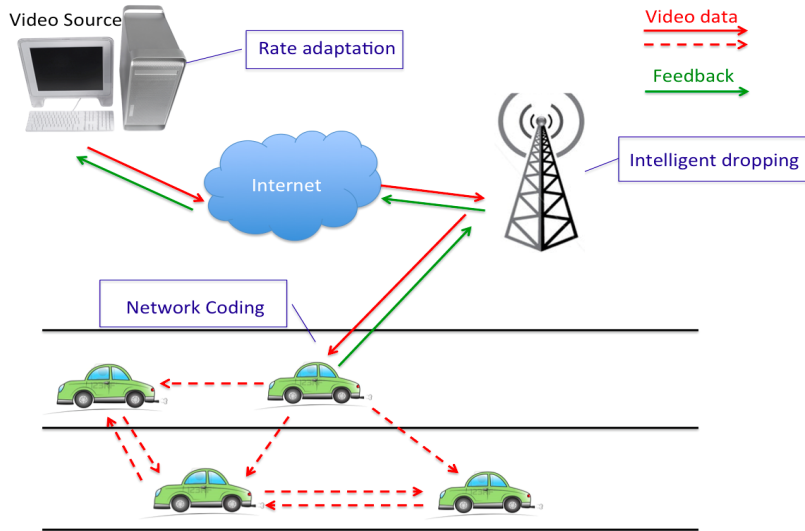 Video Source
Rate adaptation
Video data
Feedback
Intelligent dropping
Internet
Network Coding